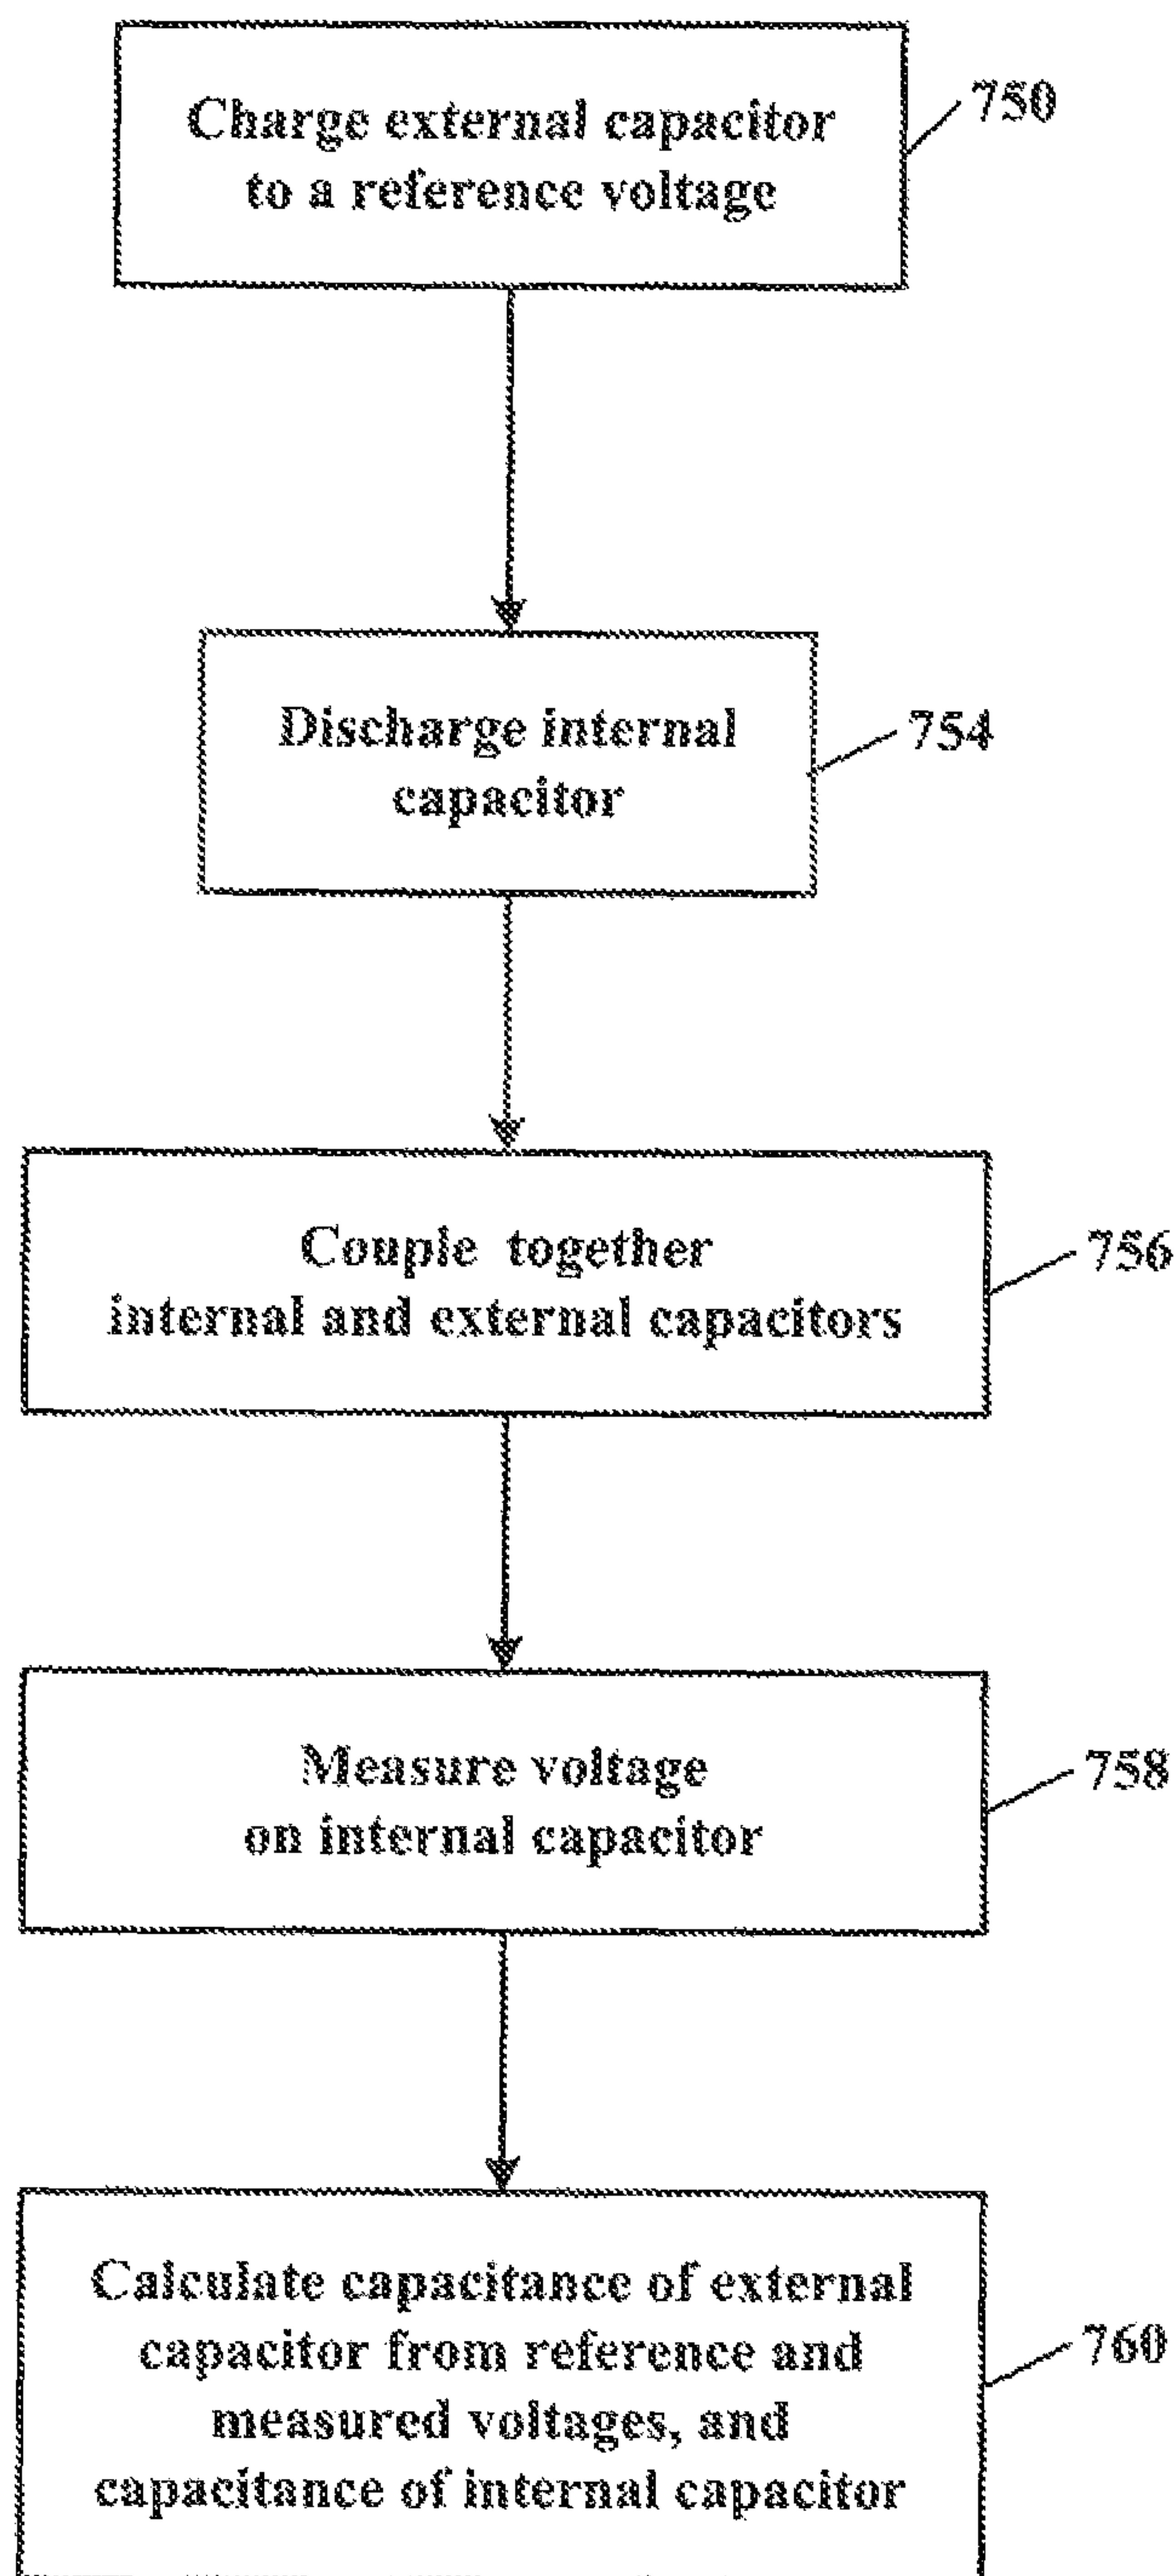 Charge external capacitor
to a reference voltage
750
Discharge internal
capacitor
754
Couple together
internal and external capacitors
756
Measure voltage
on internal capacitor
758
Calculate capacitance of external
capacitor from reference and
measured voltages, and
capacitance of internal capacitor
760